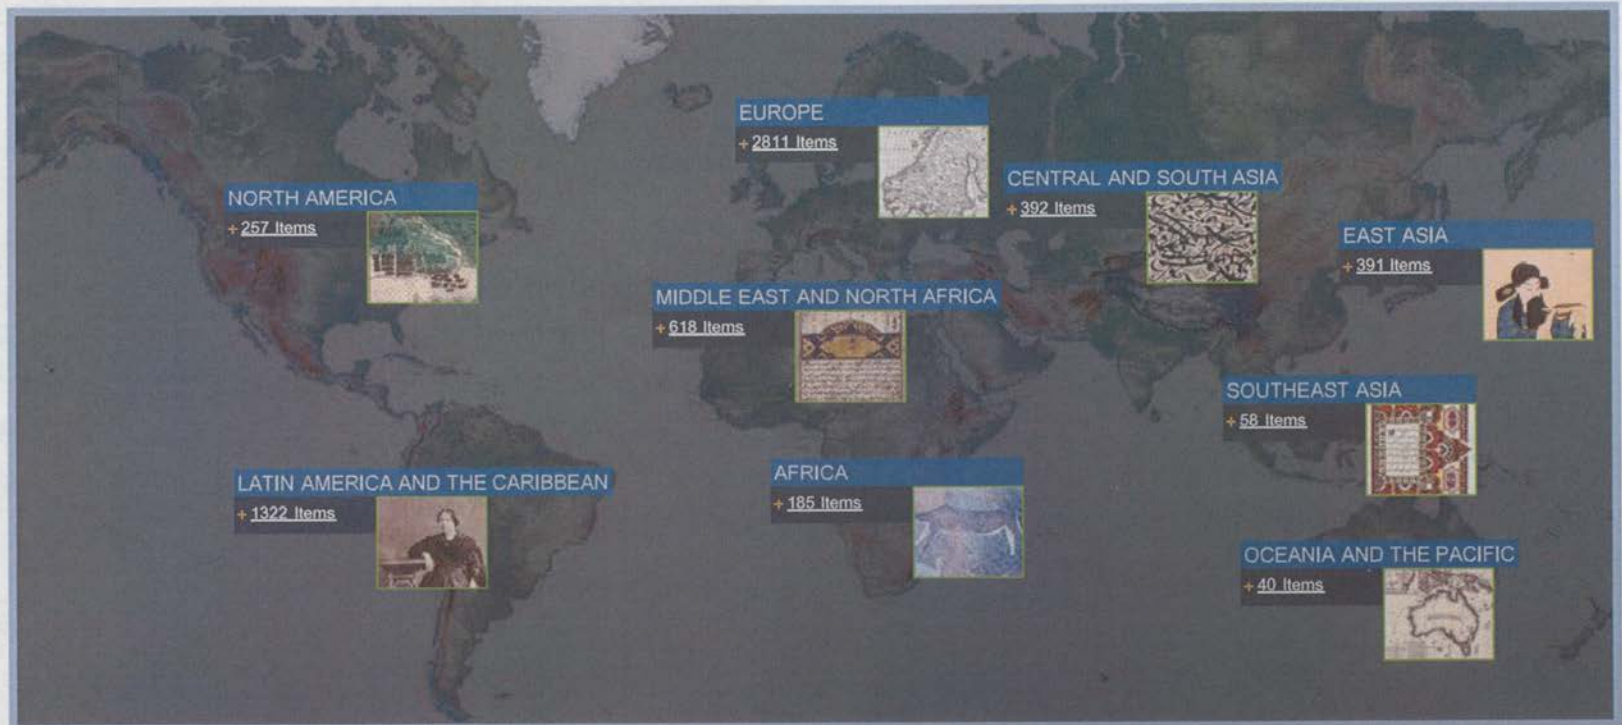 EUROPE
+ 2811 Items
CENTRAL AND SOUTH ASIA
+ 392 Items
NORTH AMERICA
+ 257 Items
EAST ASIA
+ 391 Items
MIDDLE EAST AND NORTH AFRICA
+ 618 Items
SOUTHEAST ASIA
+ 58 Items
LATIN AMERICA AND THE CARIBBEAN
+ 1322 Items
AFRICA
+ 185 Items
OCEANIA AND THE PACIFIC
+ 40 Items